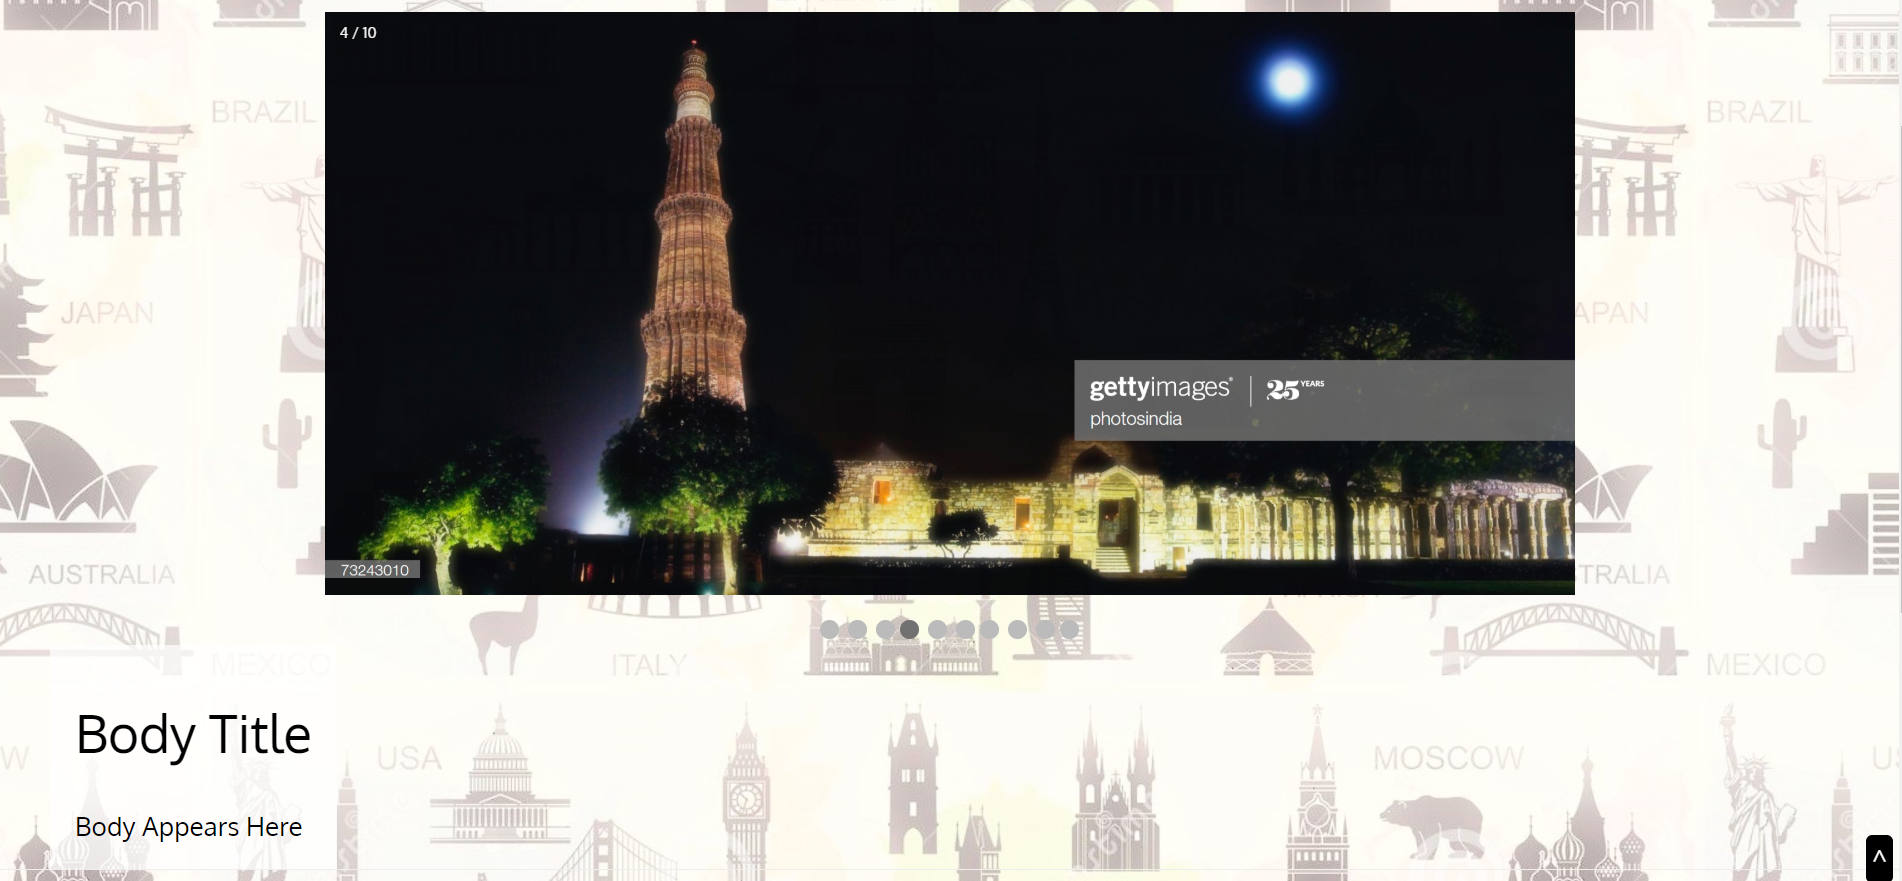 4 / 10
BRAZIL
BRAZIL
JAPAN
APAN
gettyimages® | 25 YEARS
photosindia
73243010
AUSTRALIA
TRALIA
MEXICO
ITALY
MEXICO
Body Title
W
USA
MOSCOW
US
Body Appears Here
^